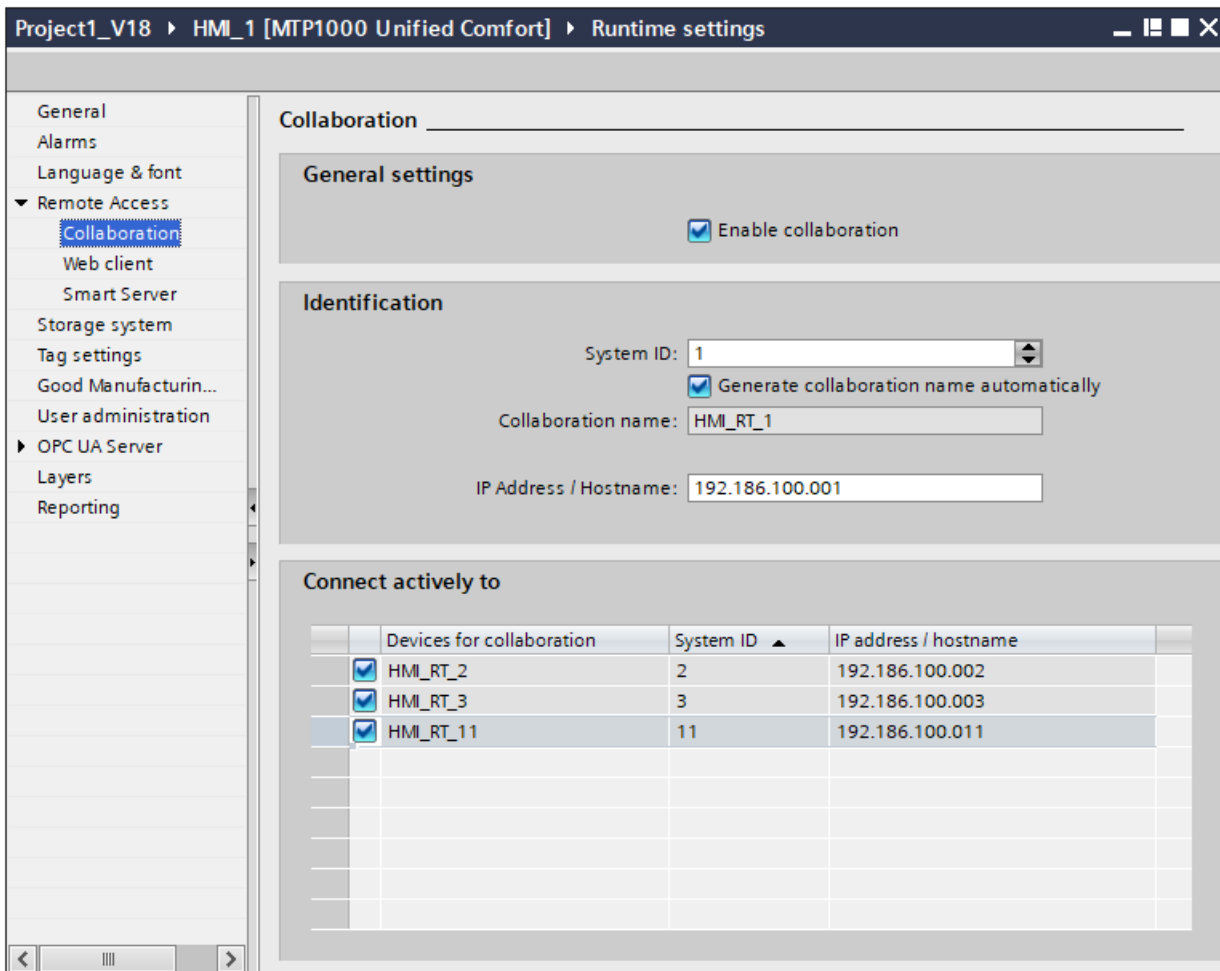 Project1_V18 ▸ HMI_1 [MTP1000 Unified Comfort] ▸ Runtime settings
General
Alarms
Language & font
Remote Access
Collaboration
Web client
Smart Server
Storage system
Tag settings
Good Manufacturin...
User administration
OPC UA Server
Layers
Reporting
Collaboration
General settings
Enable collaboration
Identification
System ID: 1
Generate collaboration name automatically
Collaboration name: HMI_RT_1
IP Address / Hostname: 192.186.100.001
Connect actively to
Devices for collaboration System ID IP address / hostname
HMI_RT_2 2 192.186.100.002
HMI_RT_3 3 192.186.100.003
HMI_RT_11 11 192.186.100.011